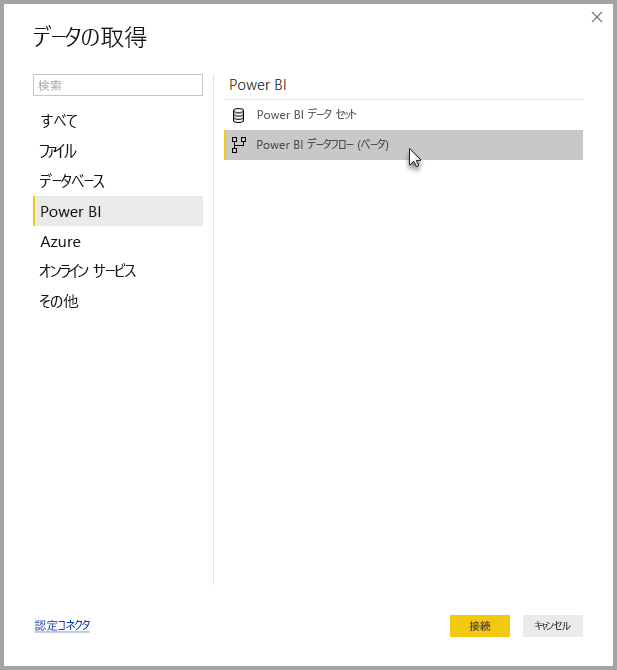 データの取得
検索
すべて
ファイル
データベース
Power BI
Azure
オンライン サービス
その他
Power BI
Power BI データ セット
Power BI データフロー (ベータ)
認定コネクタ
接続
キャンセル